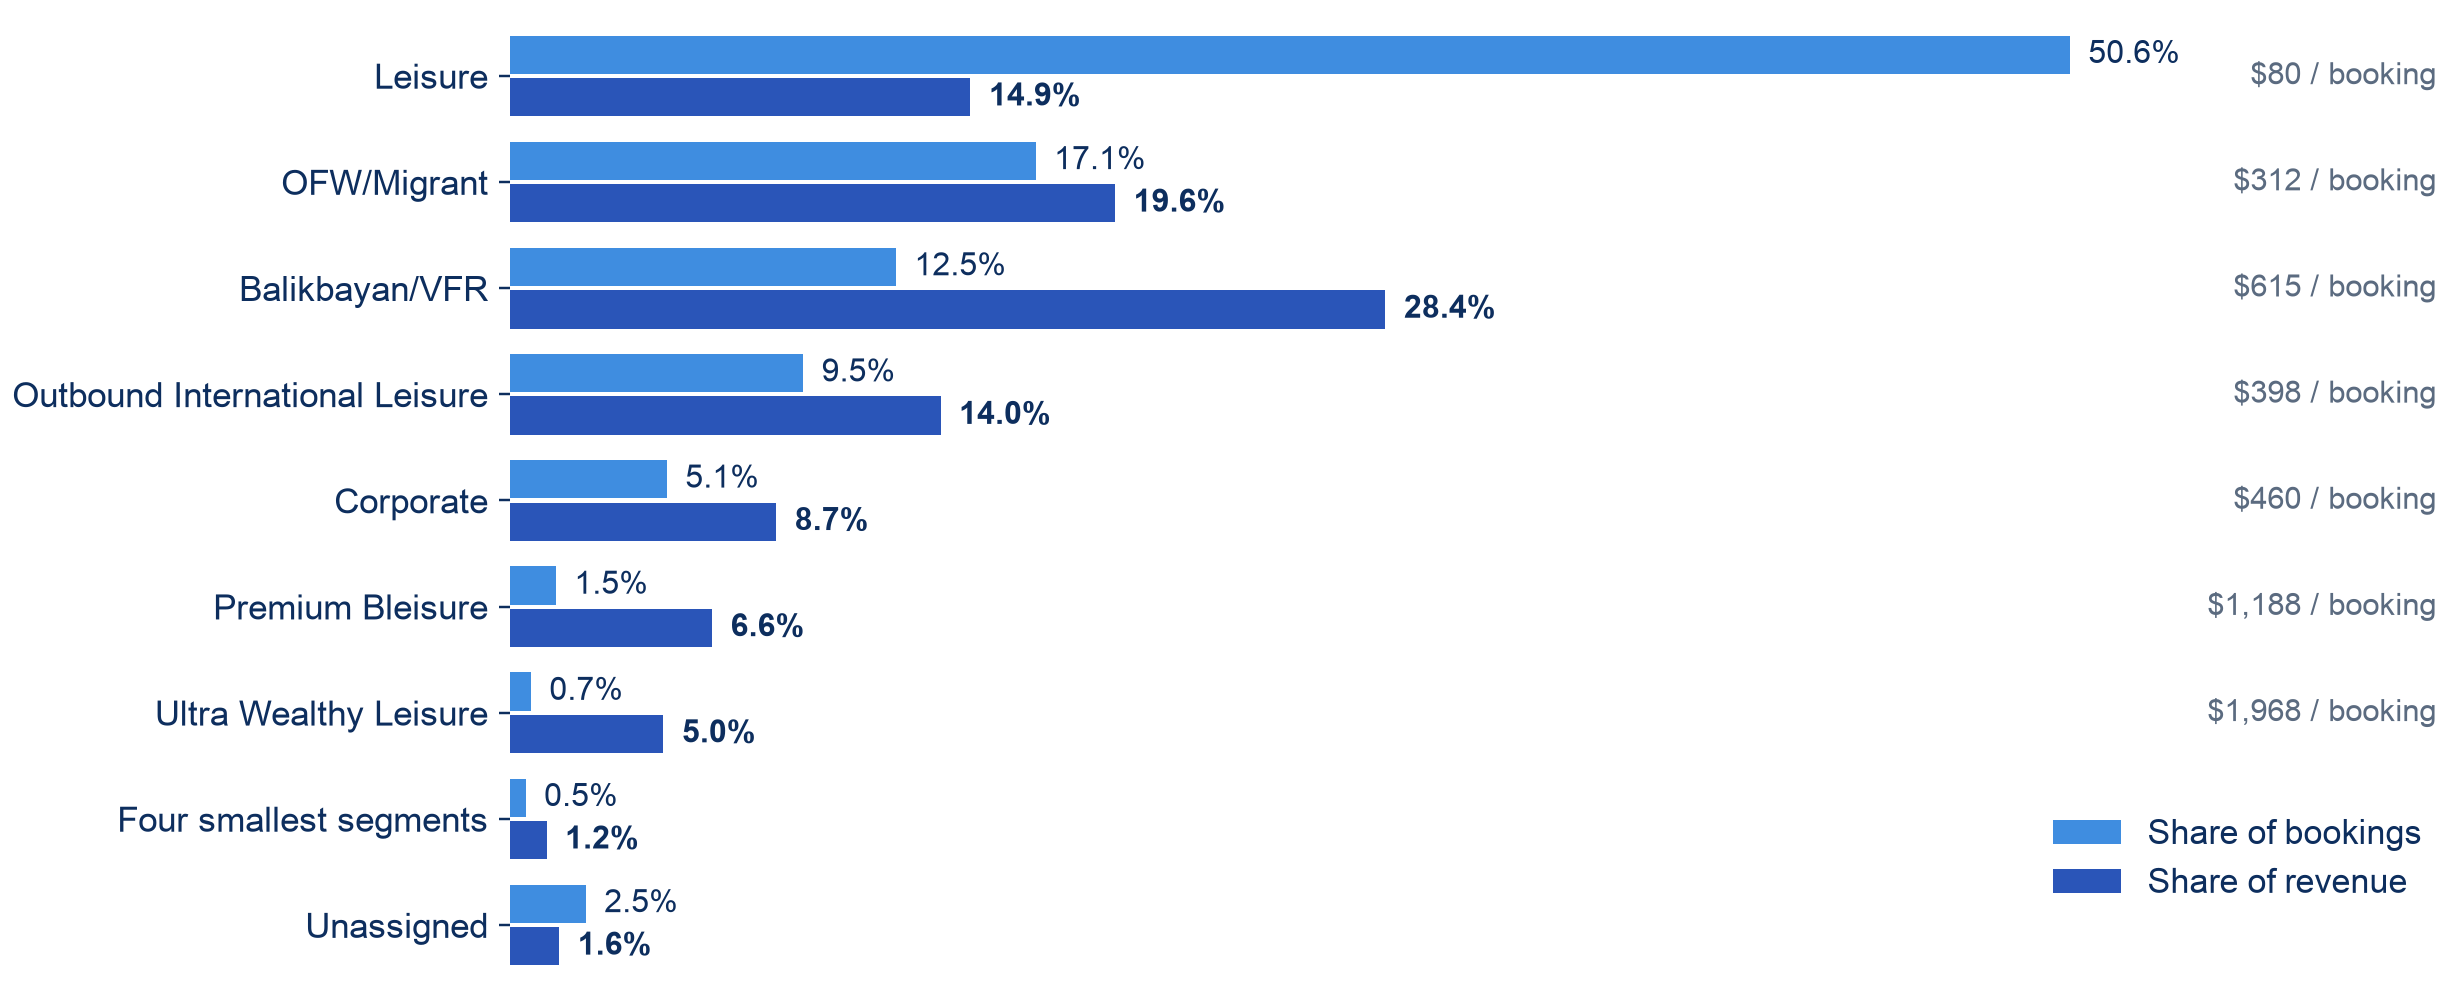 Leisure
50.6%
14.9%
$80 / booking
OFW/Migrant
17.1%
19.6%
$312 / booking
Balikbayan/VFR
12.5%
28.4%
$615 / booking
Outbound International Leisure
9.5%
14.0%
$398 / booking
Corporate
5.1%
8.7%
$460 / booking
Premium Bleisure
1.5%
6.6%
$1,188 / booking
Ultra Wealthy Leisure
0.7%
5.0%
$1,968 / booking
Four smallest segments
0.5%
1.2%
Unassigned
2.5%
1.6%
Share of bookings
Share of revenue